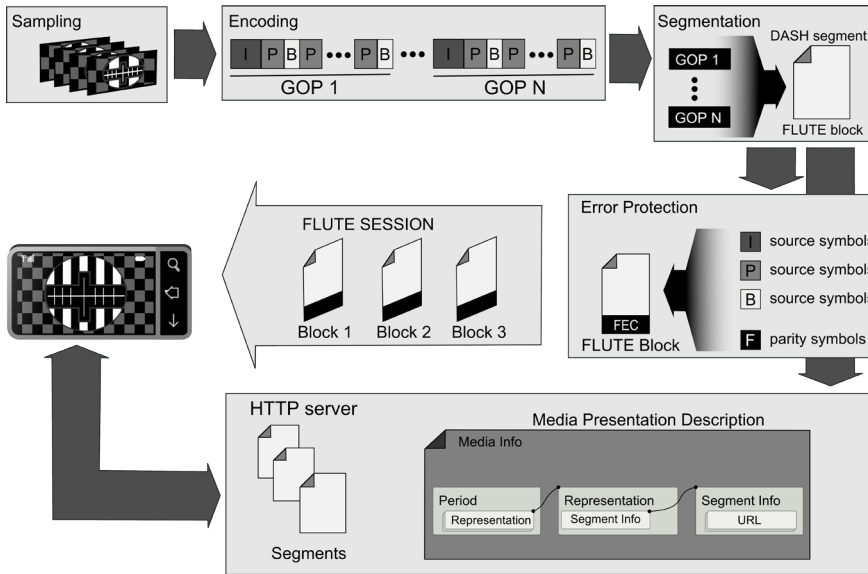 Sampling
Encoding
I P B P ••• P B ••• I P B P ••• P B
GOP 1
GOP N
Segmentation
DASH segment
GOP 1
GOP N
FLUTE block
Error Protection
I source symbols
P source symbols
B source symbols
F parity symbols
FEC
FLUTE Block
FLUTE SESSION
Block 1 Block 2 Block 3
HTTP server
Segments
Media Presentation Description
Media Info
Period
Representation
Representation
Segment Info
Segment Info
URL